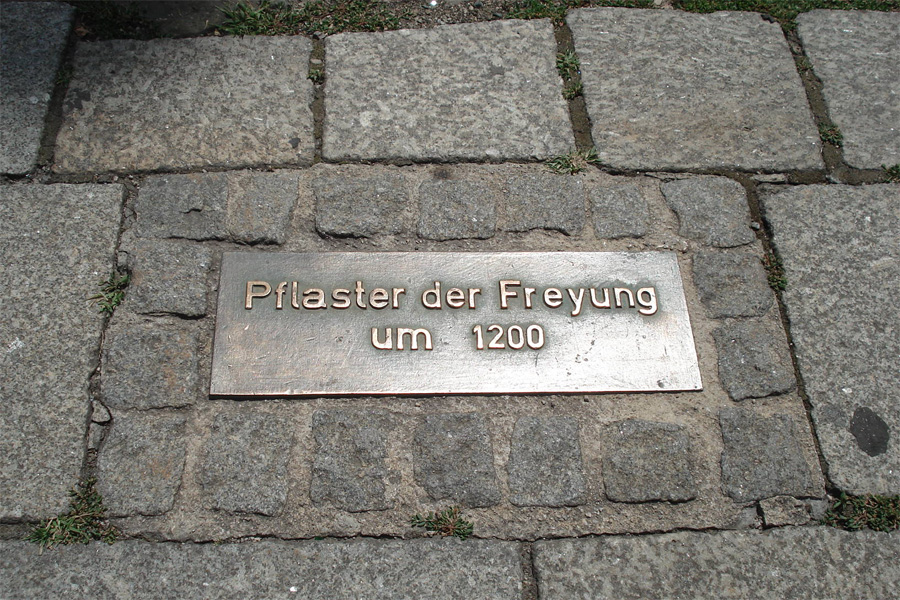 Pflaster der Freyung
um 1200